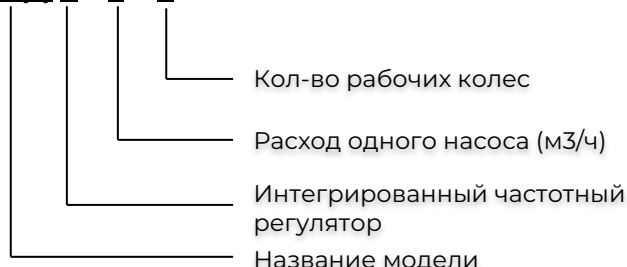 Кол-во рабочих колес
Расход одного насоса (м3/ч)
Интегрированный частотный
регулятор
Название модели